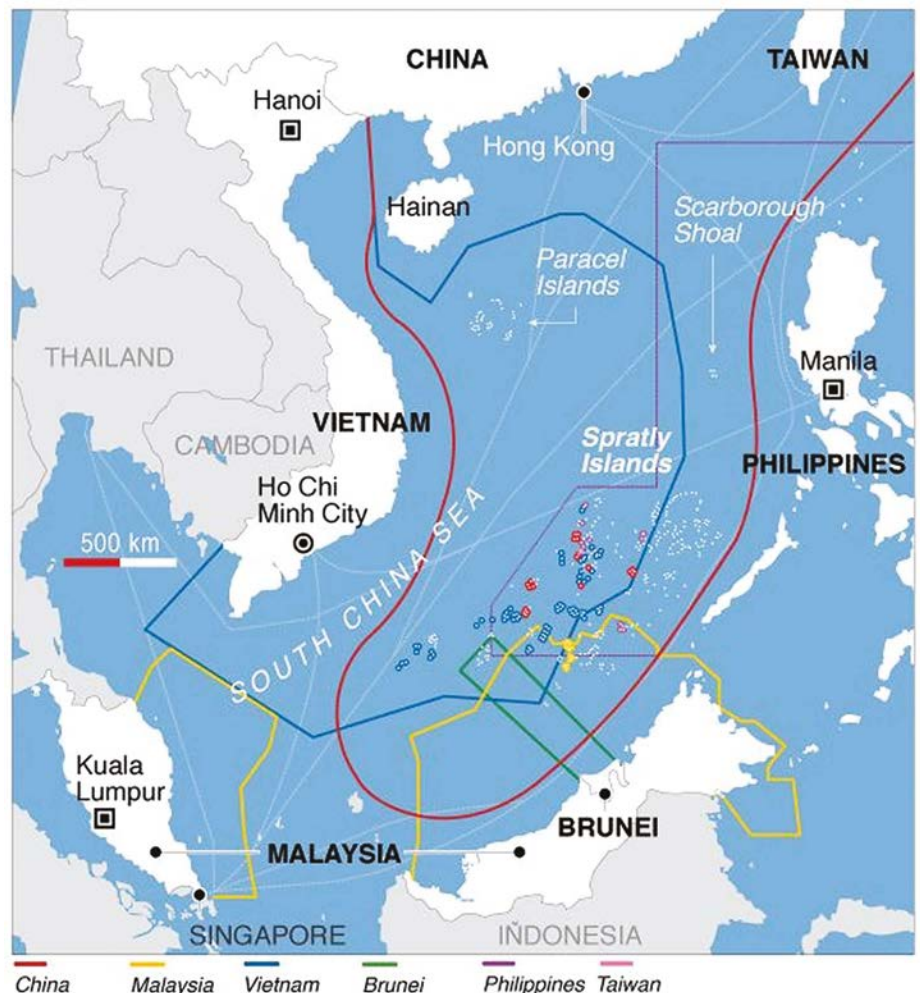 CHINA
TAIWAN
Hanoi
Hong Kong
Hainan
Scarborough
Shoal
Paracel
Islands
THAILAND
Manila
VIETNAM
CAMBODIA
Spratly
Islands
PHILIPPINES
Ho Chi
Minh City
500 km
SOUTH CHINA SEA
Kuala
Lumpur
BRUNEI
MALAYSIA
SINGAPORE
INDONESIA
China
Malaysia
Vietnam
Brunei
Philippines
Taiwan